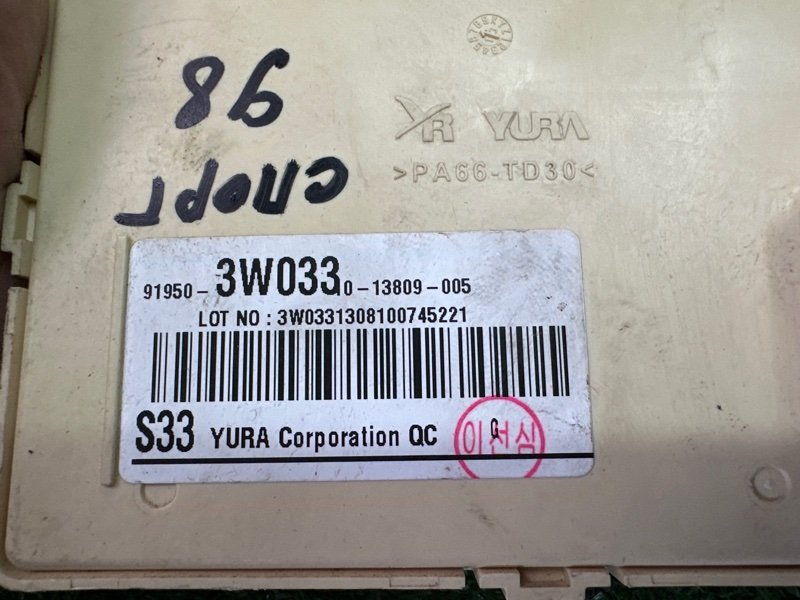 98
спорт
YR YURA
>PA66-TD30<
91950-3W0330-13809-005
LOT NO : 3W0331308100745221
S33 YURA Corporation QC
이선심